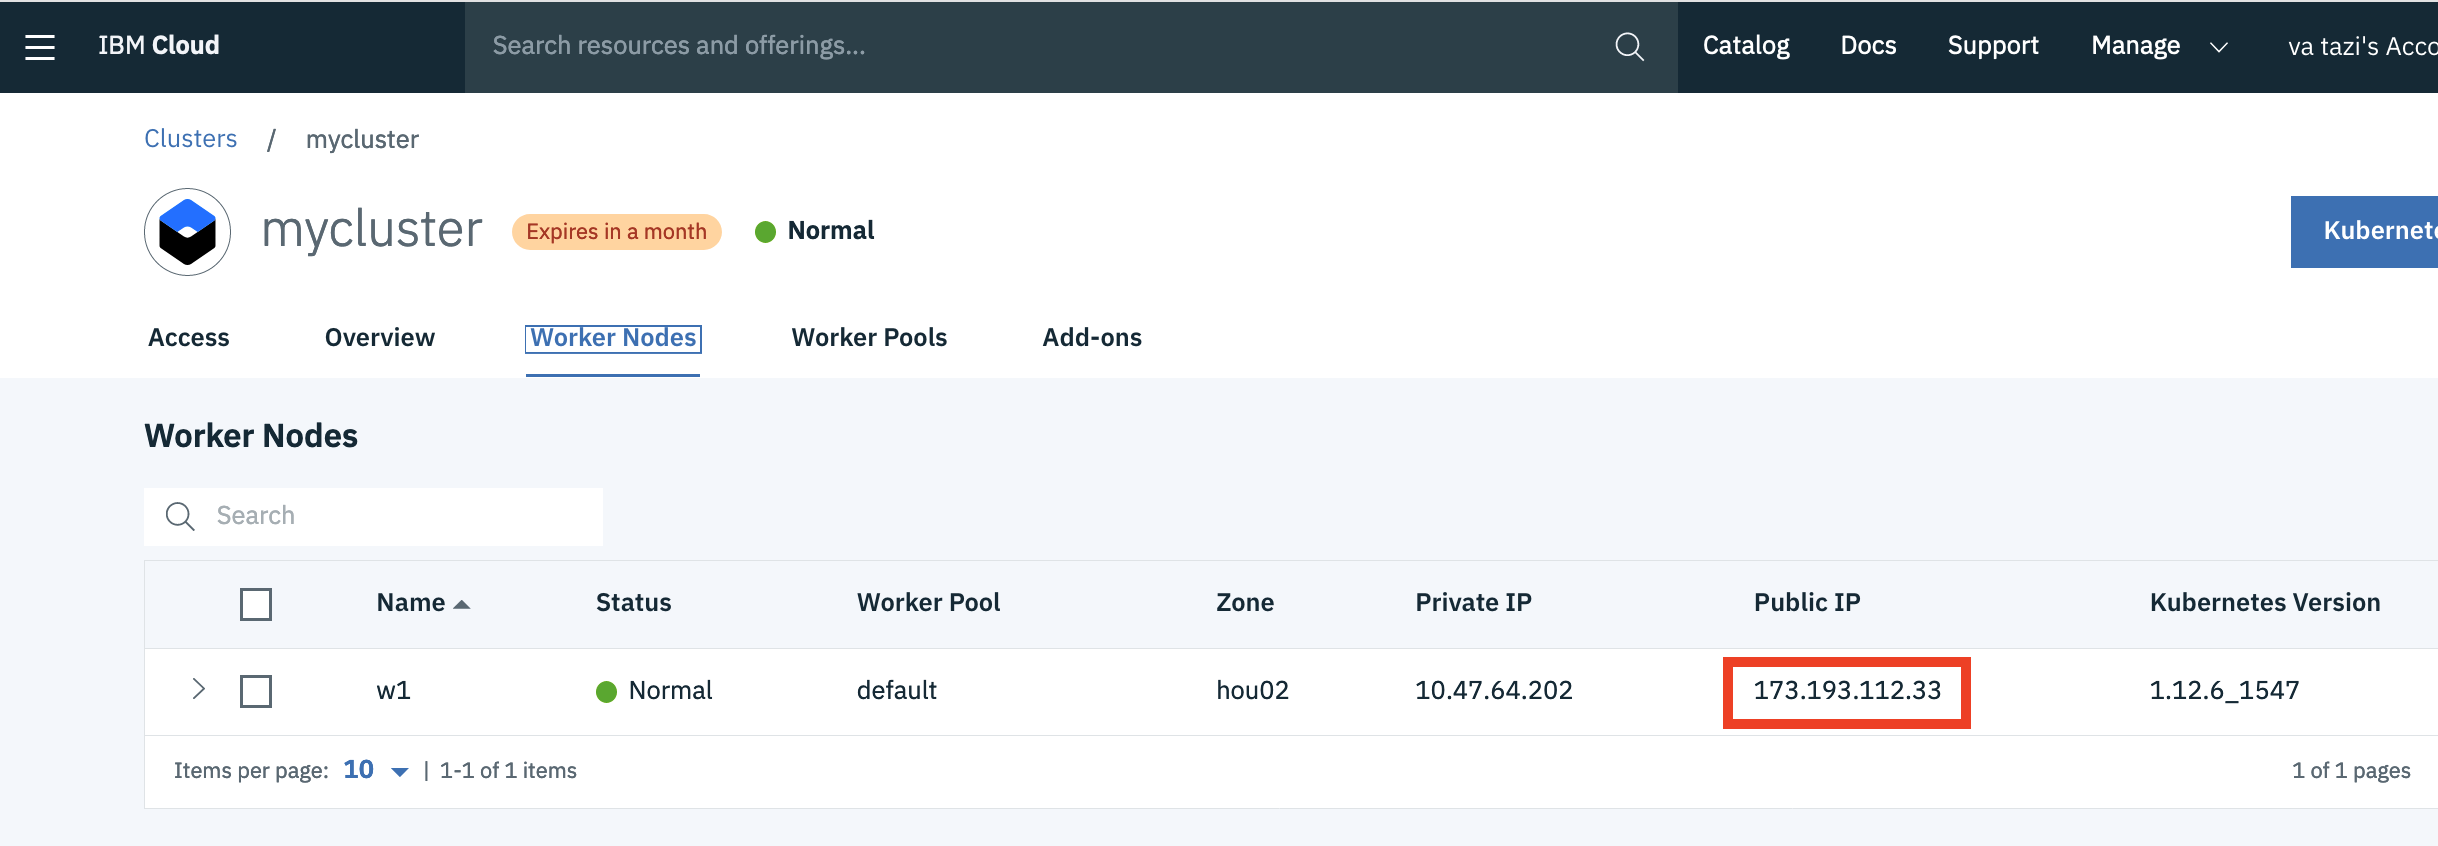 IBM Cloud Search resources and offerings... Catalog Docs Support Manage va tazi's Acco
Clusters / mycluster
mycluster Expires in a month Normal Kubernete
Access Overview Worker Nodes Worker Pools Add-ons
Worker Nodes
Search
Name Status Worker Pool Zone Private IP Public IP Kubernetes Version
w1 Normal default hou02 10.47.64.202 173.193.112.33 1.12.6_1547
Items per page: 10 | 1-1 of 1 items 1 of 1 pages